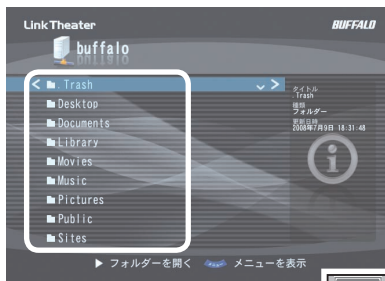 LinkTheater
BUFFALO
buffalo
.Trash
Desktop
Documents
Library
Movies
Music
Pictures
Public
Sites
タイトル
.Trash
種類
フォルダー
更新日時
2008年7月9日 18:31:48
フォルダーを開く
メニューを表示